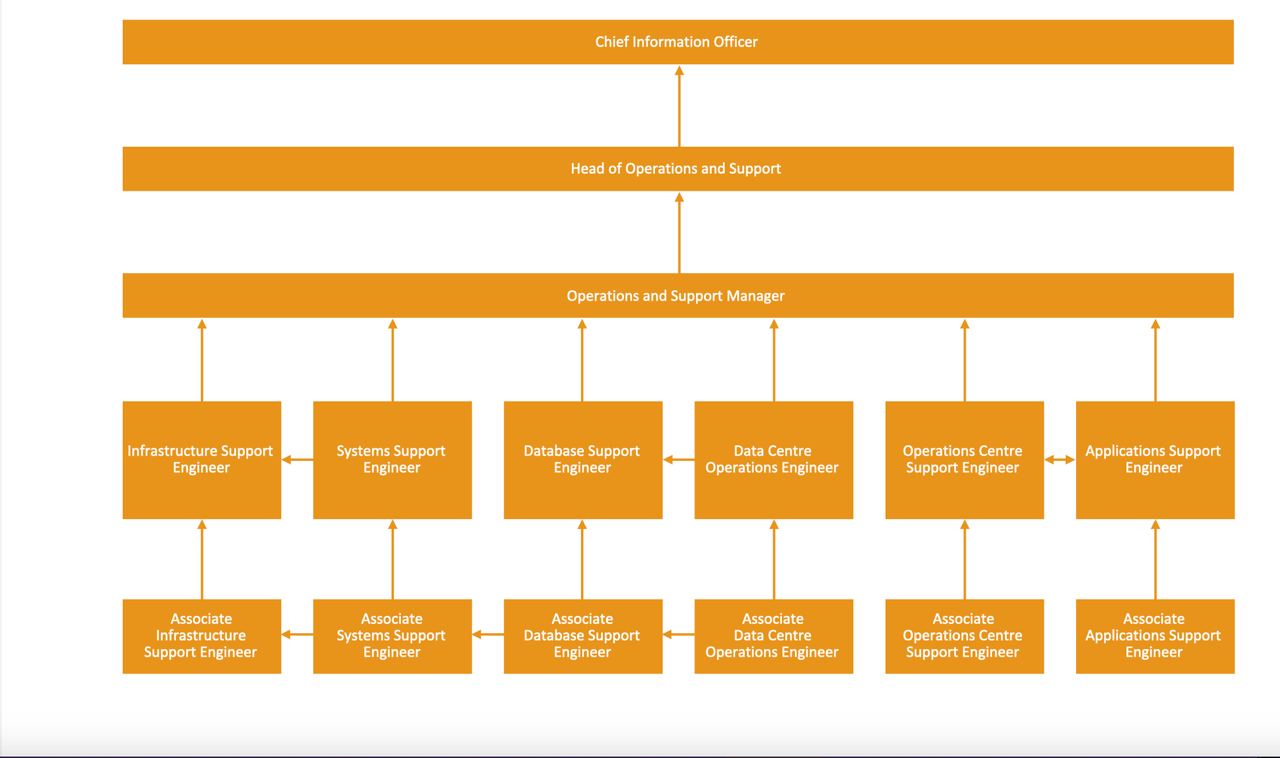 Chief Information Officer
Head of Operations and Support
Operations and Support Manager
Infrastructure Support
Engineer
Systems Support
Engineer
Database Support
Engineer
Data Centre
Operations Engineer
Operations Centre
Support Engineer
Applications Support
Engineer
Associate
Infrastructure
Support Engineer
Associate
Systems Support
Engineer
Associate
Database Support
Engineer
Associate
Data Centre
Operations Engineer
Associate
Operations Centre
Support Engineer
Associate
Applications Support
Engineer